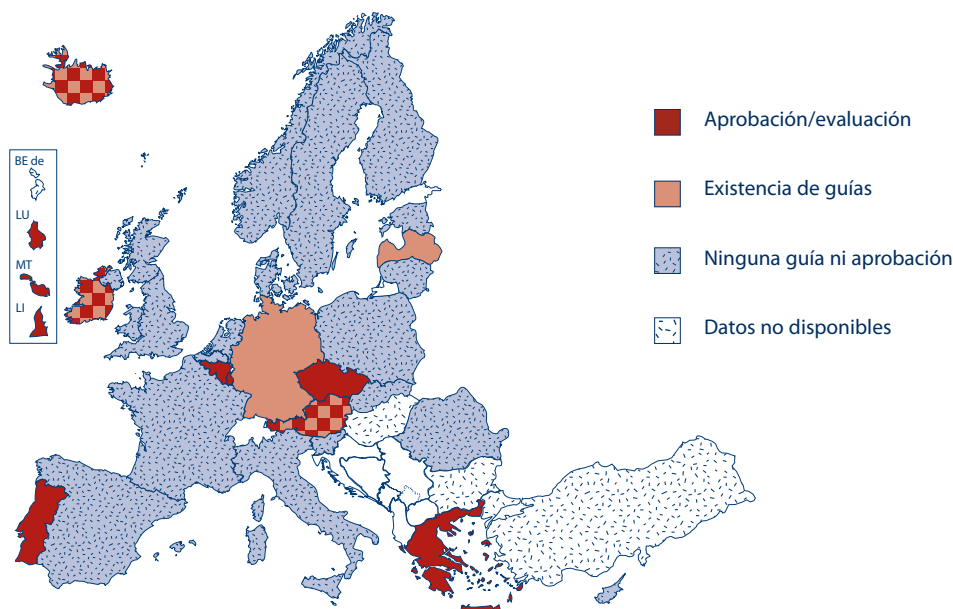 BE de
LU
MT
LI
Aprobación/evaluación
Existencia de guías
Ninguna guía ni aprobación
Datos no disponibles